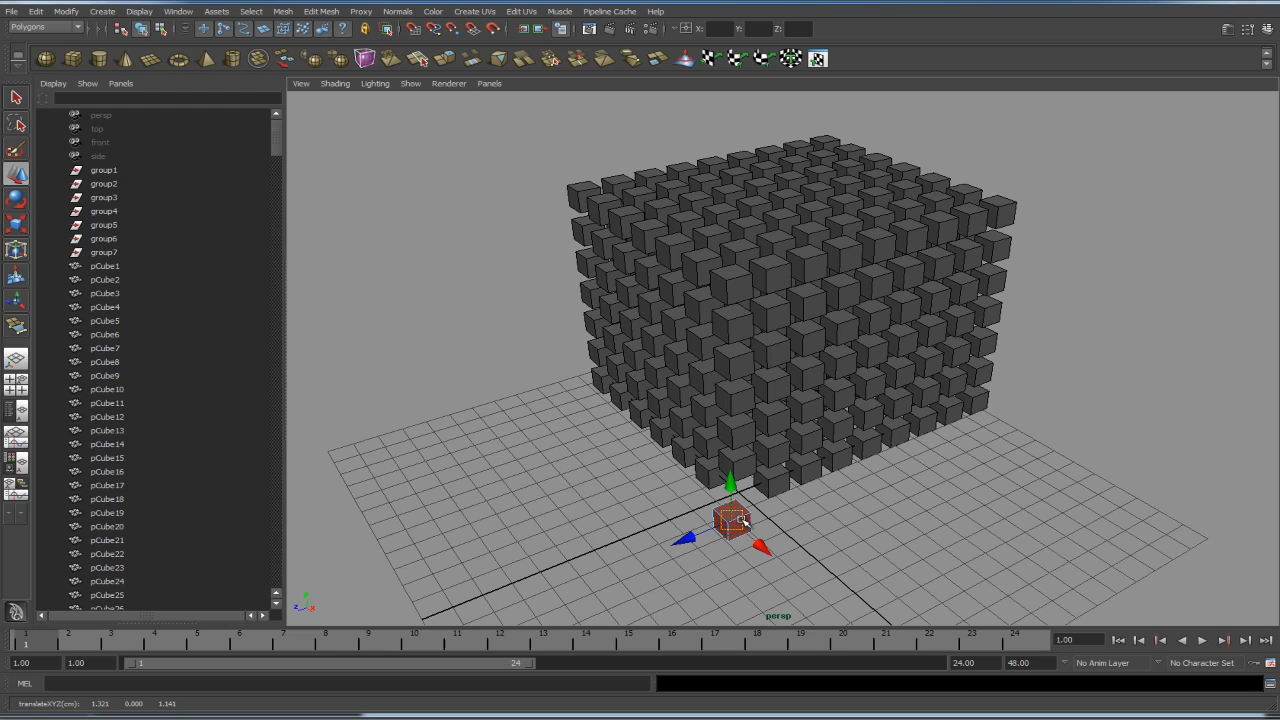 File Edit Modify Create Display Window Assets Select Mesh Edit Mesh Proxy Normals Color Create UVs Edit UVs Muscle Pipeline Cache Help
Polygons X: Y: Z:
Display Show Panels View Shading Lighting Show Renderer Panels
persp
top
front
side
group1
group2
group3
group4
group5
group6
group7
pCube1
pCube2
pCube3
pCube4
pCube5
pCube6
pCube7
pCube8
pCube9
pCube10
pCube11
pCube12
pCube13
pCube14
pCube15
pCube16
pCube17
pCube18
pCube19
pCube20
pCube21
pCube22
pCube23
pCube24
pCube25
pCube26
y z x
persp
1 2 3 4 5 6 7 8 9 10 11 12 13 14 15 16 17 18 19 20 21 22 23 24 1.00
1
1.00 1.00 1 24 24.00 48.00 No Anim Layer No Character Set
MEL
translateXYZ(cm): 1.321 0.000 1.141